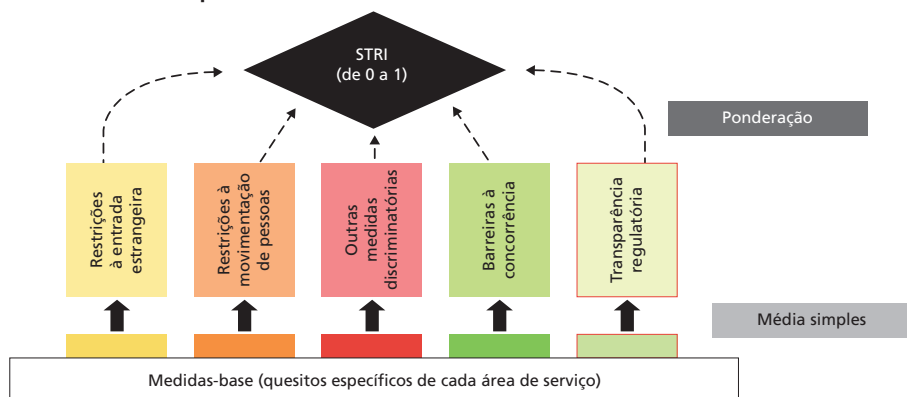 STRI
(de 0 a 1)
Ponderação
Restrições
à entrada
estrangeira
Restrições à
movimentação
de pessoas
Outras
medidas
discriminatórias
Barreiras à
concorrência
Transparência
regulatória
Média simples
Medidas-base (quesitos específicos de cada área de serviço)